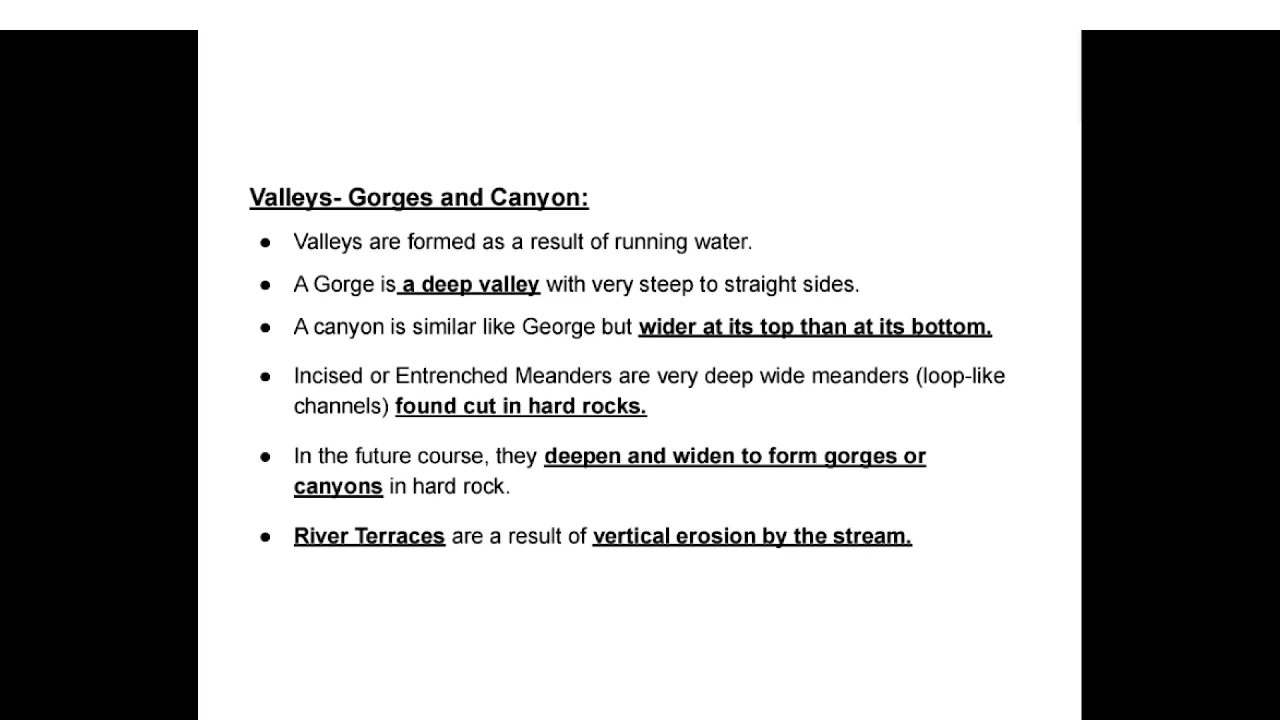 Valleys- Gorges and Canyon:
● Valleys are formed as a result of running water.
● A Gorge is a deep valley with very steep to straight sides.
● A canyon is similar like George but wider at its top than at its bottom.
● Incised or Entrenched Meanders are very deep wide meanders (loop-like
channels) found cut in hard rocks.
● In the future course, they deepen and widen to form gorges or
canyons in hard rock.
● River Terraces are a result of vertical erosion by the stream.